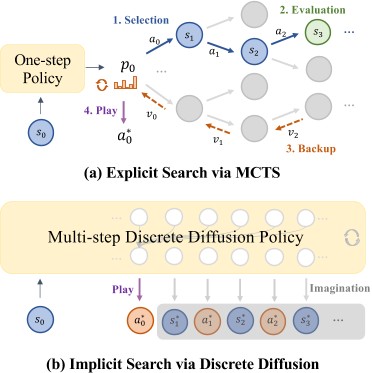 1. Selection
2. Evaluation
a₀ s₁ a₁ s₂ a₂ s₃ ...
One-step
Policy
p₀ ...
4. Play
v₀ v₁ v₂
s₀ a₀*
3. Backup
(a) Explicit Search via MCTS
... ...
Multi-step Discrete Diffusion Policy
... ...
Play Imagination
s₀ a₀* s₁* a₁* s₂* a₂* s₃* ...
(b) Implicit Search via Discrete Diffusion